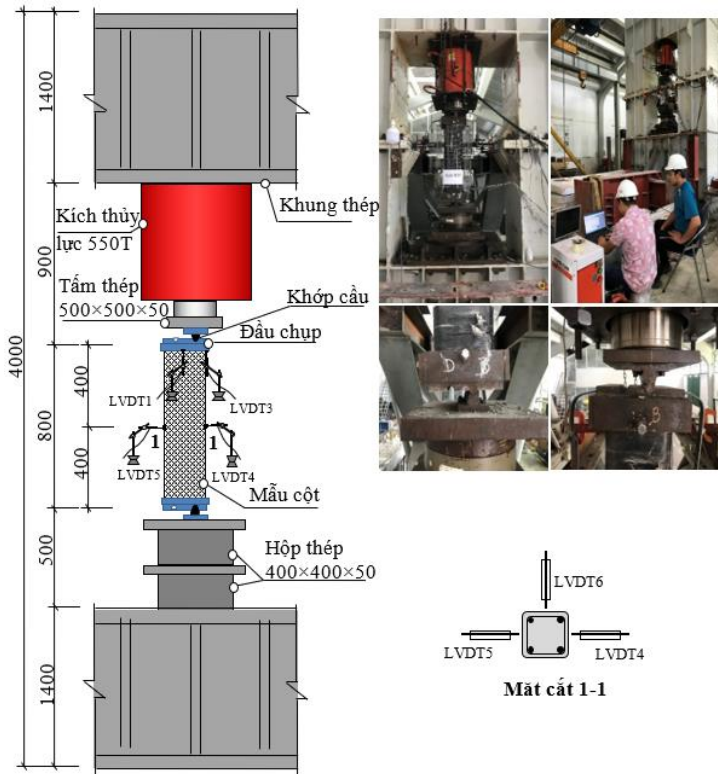 1400
Khung thép
Kích thủy
lực 550T
900
Tấm thép
500×500×50
Khớp cầu
Đầu chụp
4000
400
LVDT1
LVDT3
800
1
1
400
LVDT5
LVDT4
Mẫu cột
500
Hộp thép
400×400×50
1400
D
B
B
LVDT6
LVDT5
LVDT4
Măt cắt 1-1